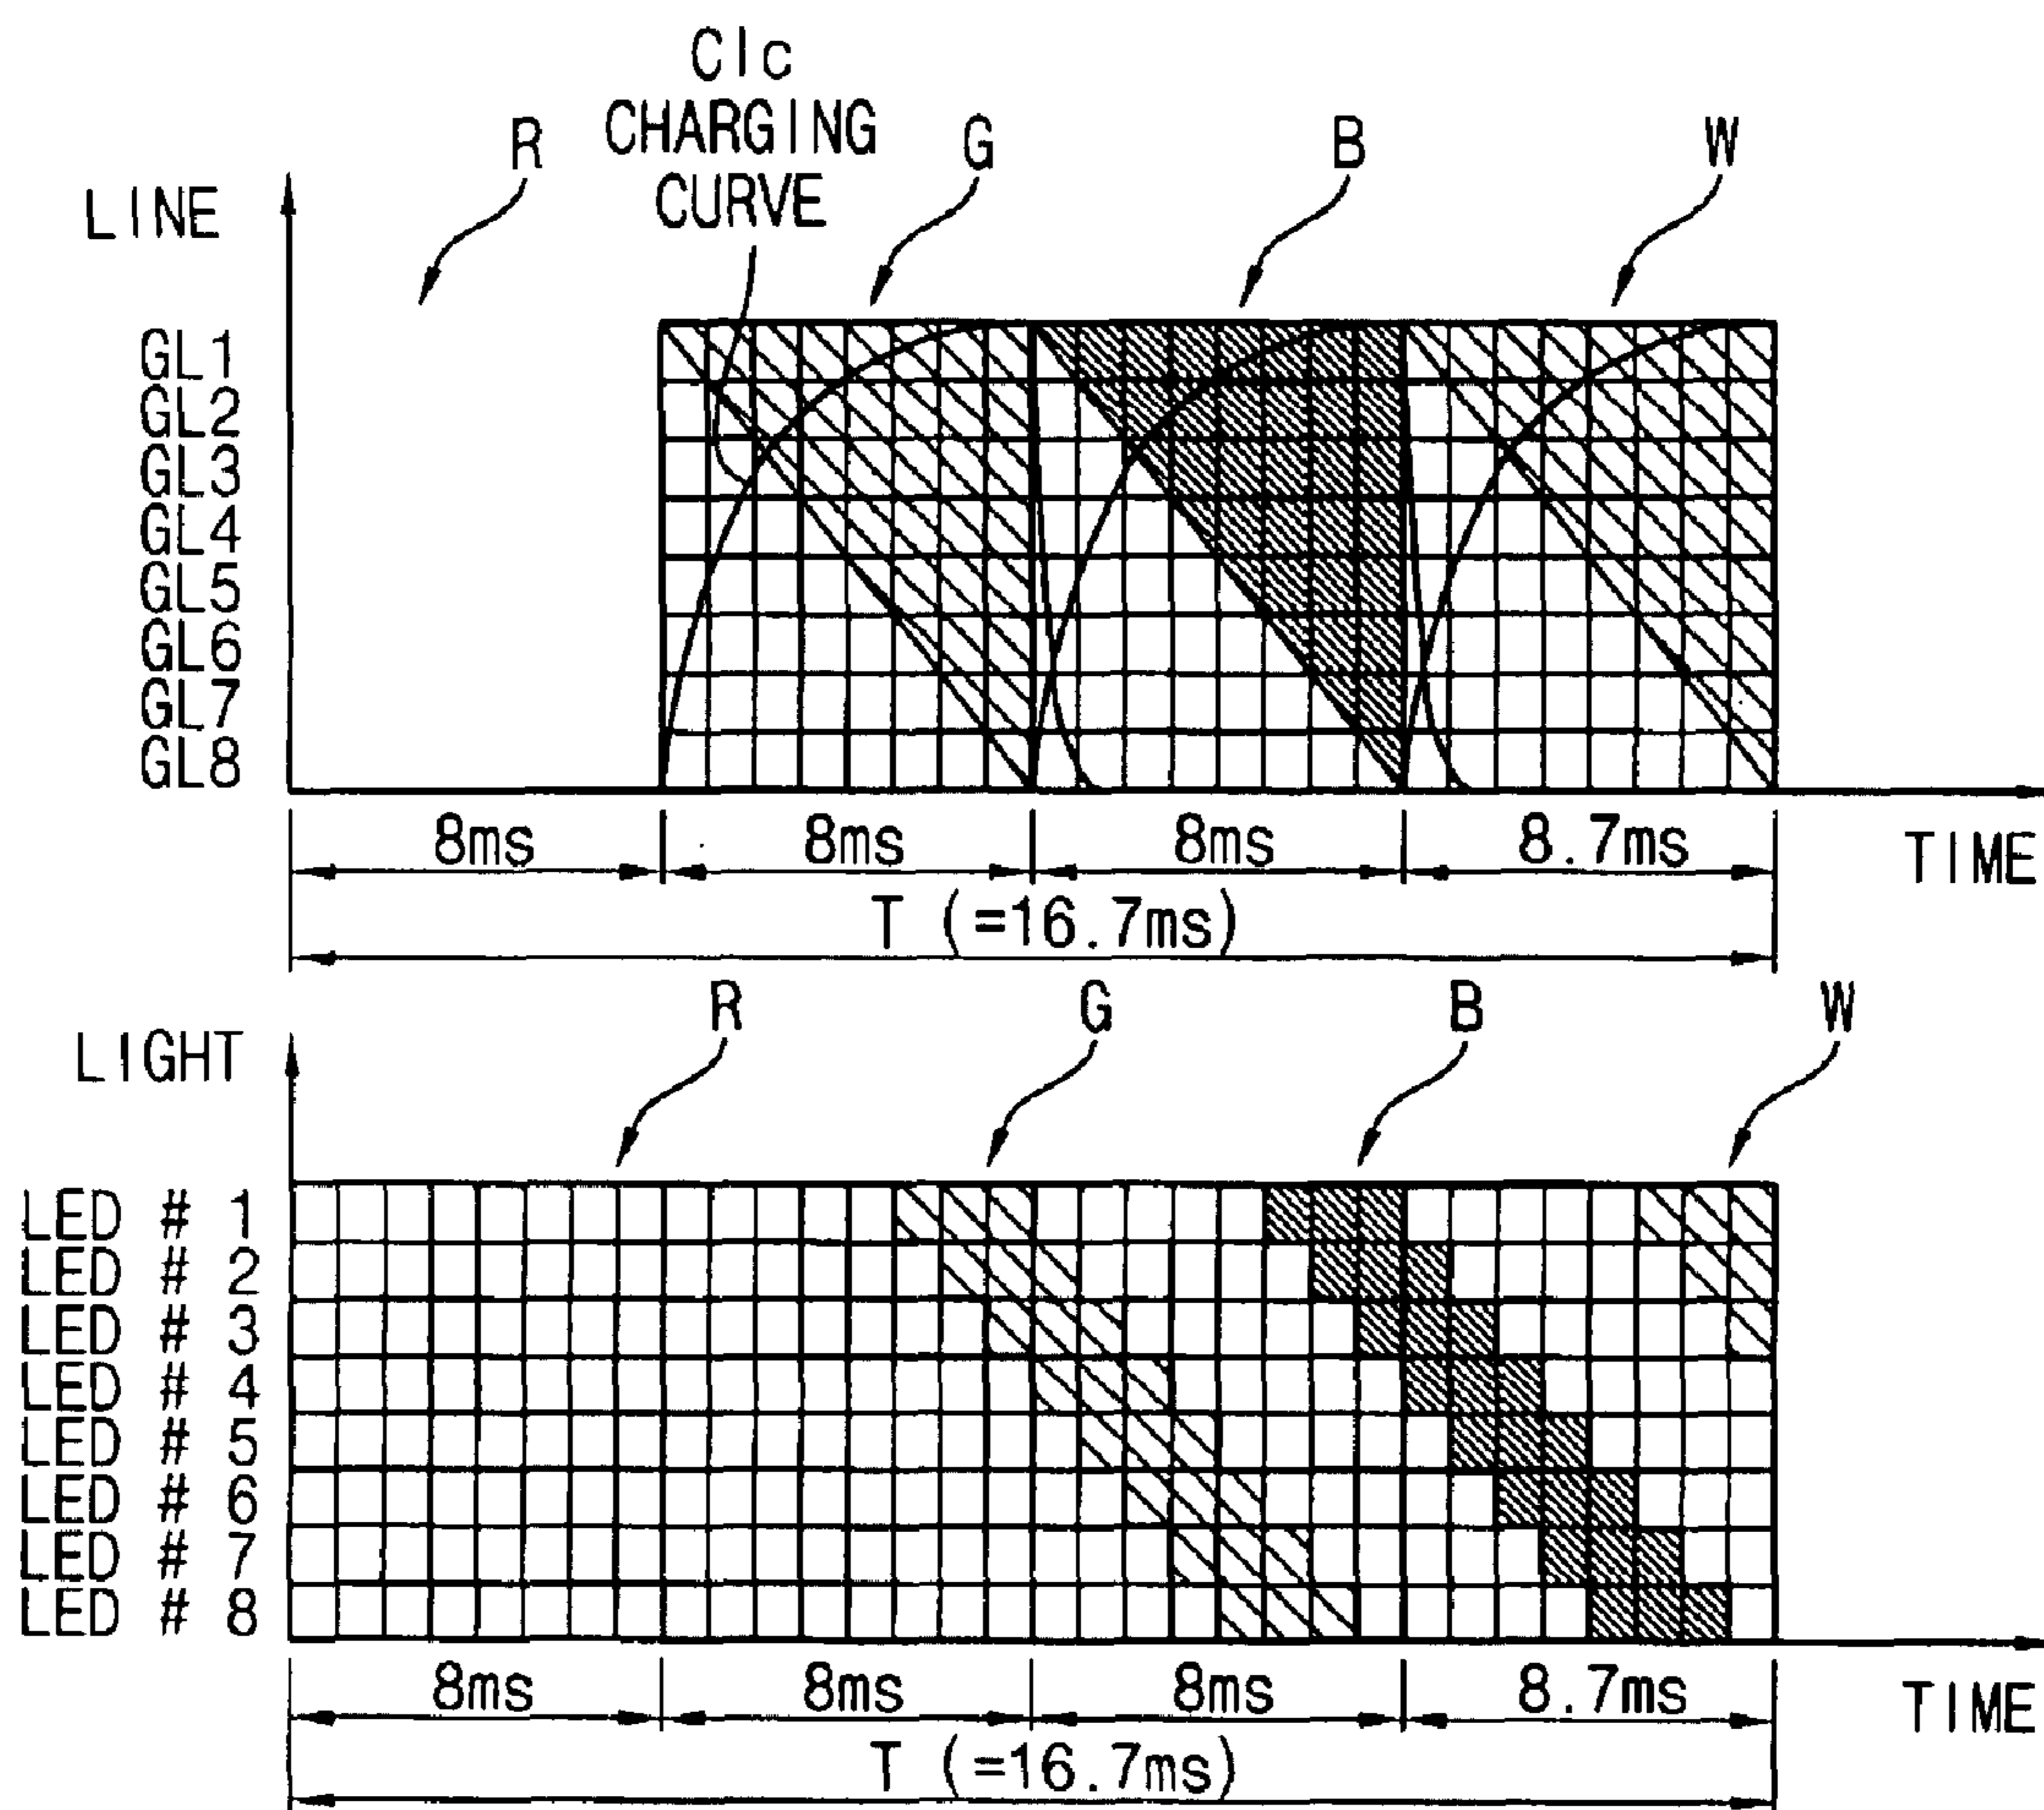 Clc
CHARGING
CURVE
R
G
B
W
LINE
GL1
GL2
GL3
GL4
GL5
GL6
GL7
GL8
8ms
8ms
8ms
8.7ms
TIME
T (=16.7ms)
R
G
B
W
LIGHT
LED # 1
LED # 2
LED # 3
LED # 4
LED # 5
LED # 6
LED # 7
LED # 8
8ms
8ms
8ms
8.7ms
TIME
T (=16.7ms)